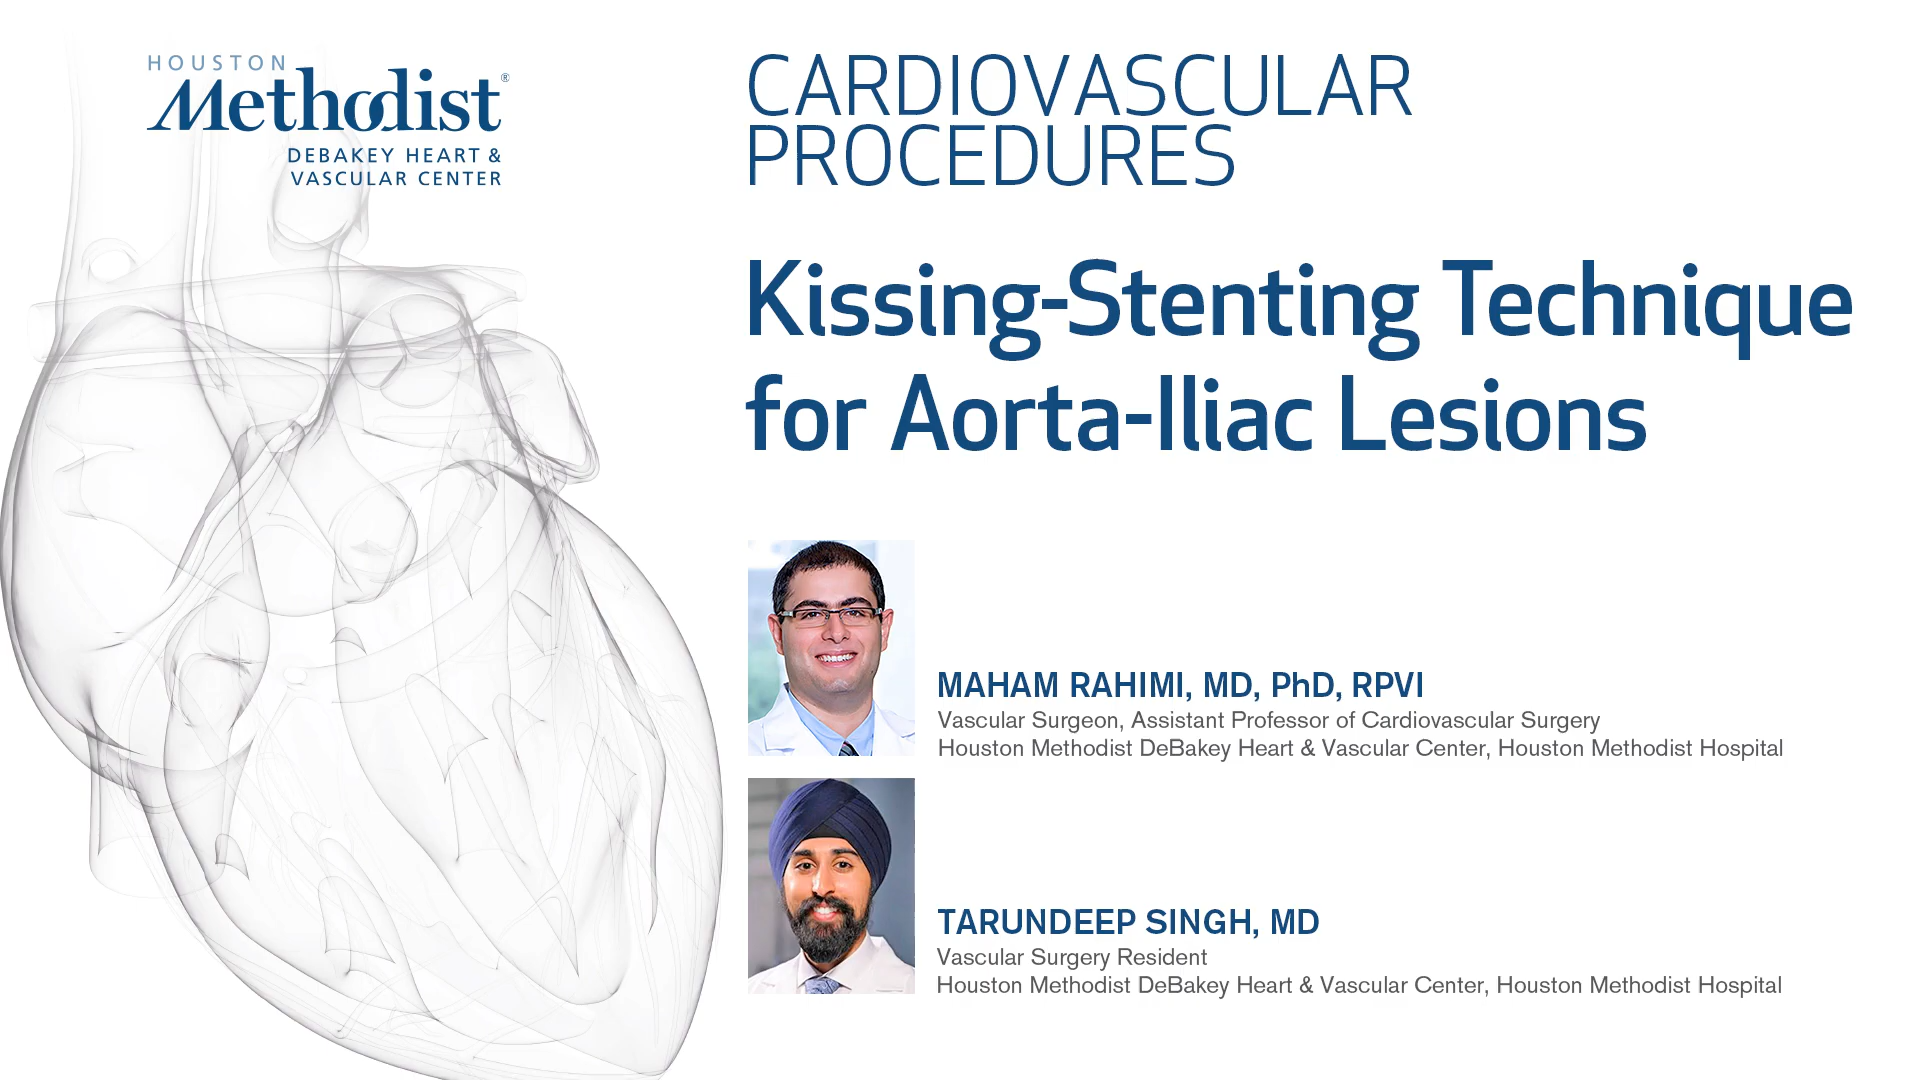 HOUSTON
Methodist®
DEBAKEY HEART &
VASCULAR CENTER
CARDIOVASCULAR
PROCEDURES
Kissing-Stenting Technique
for Aorta-Iliac Lesions
MAHAM RAHIMI, MD, PhD, RPVI
Vascular Surgeon, Assistant Professor of Cardiovascular Surgery
Houston Methodist DeBakey Heart & Vascular Center, Houston Methodist Hospital
TARUNDEEP SINGH, MD
Vascular Surgery Resident
Houston Methodist DeBakey Heart & Vascular Center, Houston Methodist Hospital